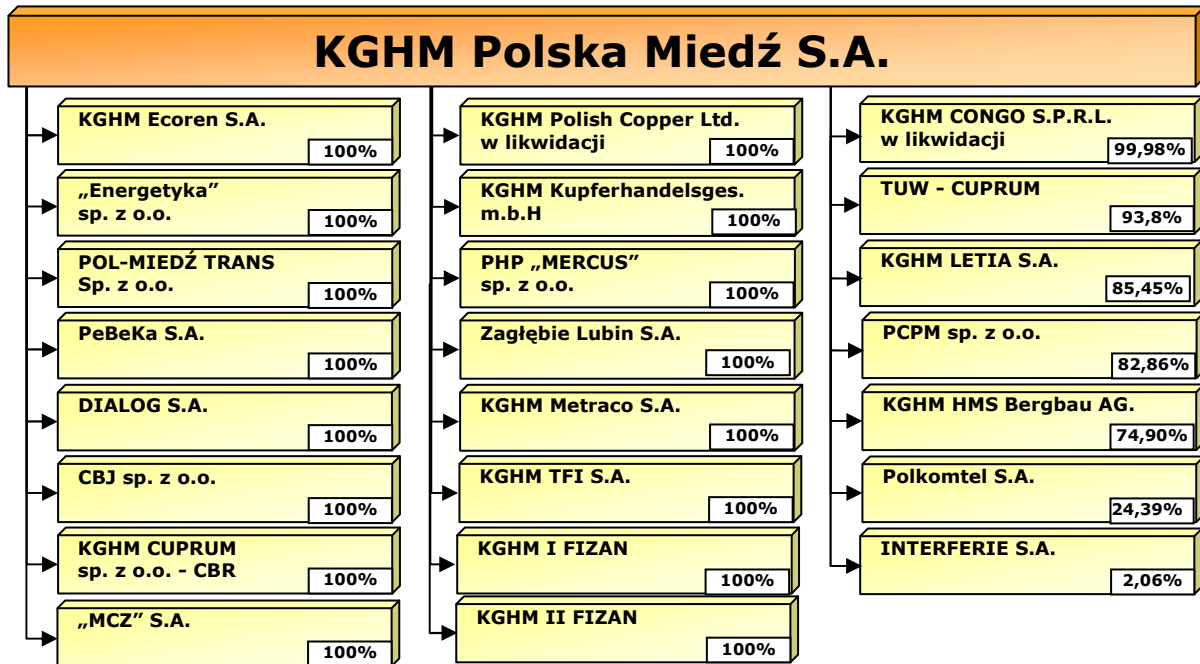 KGHM Polska Miedź S.A.
KGHM Ecoren S.A.
100%
„Energetyka”
sp. z o.o.
100%
POL-MIEDŹ TRANS
Sp. z o.o.
100%
PeBeKa S.A.
100%
DIALOG S.A.
100%
CBJ sp. z o.o.
100%
KGHM CUPRUM
sp. z o.o. - CBR
100%
„MCZ” S.A.
100%
KGHM Polish Copper Ltd.
w likwidacji
100%
KGHM Kupferhandelsges.
m.b.H
100%
PHP „MERCUS”
sp. z o.o.
100%
Zagłębie Lubin S.A.
100%
KGHM Metraco S.A.
100%
KGHM TFI S.A.
100%
KGHM I FIZAN
100%
KGHM II FIZAN
100%
KGHM CONGO S.P.R.L.
w likwidacji
99,98%
TUW - CUPRUM
93,8%
KGHM LETIA S.A.
85,45%
PCPM sp. z o.o.
82,86%
KGHM HMS Bergbau AG.
74,90%
Polkomtel S.A.
24,39%
INTERFERIE S.A.
2,06%